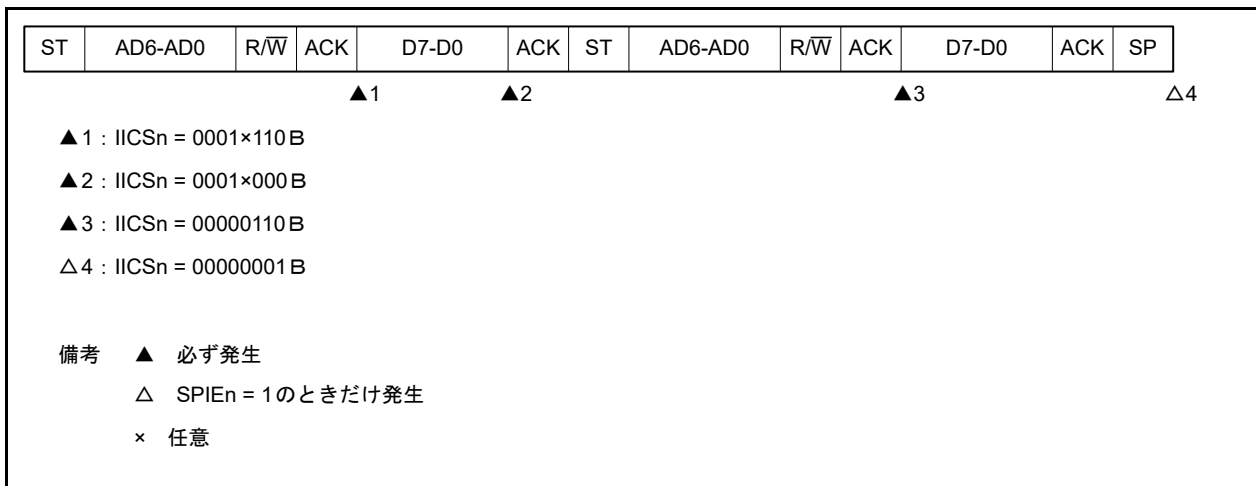 ST AD6-AD0 R/W̅ ACK D7-D0 ACK ST AD6-AD0 R/W̅ ACK D7-D0 ACK SP
▲1 ▲2 ▲3 △4
▲1 : IICSn = 0001×110B
▲2 : IICSn = 0001×000B
▲3 : IICSn = 00000110B
△4 : IICSn = 00000001B
備考 ▲ 必ず発生
△ SPIEn = 1のときだけ発生
× 任意